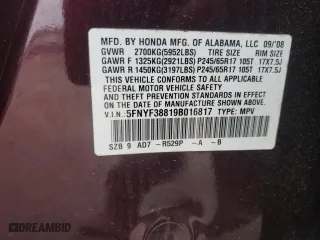 MFD. BY HONDA MFG. OF ALABAMA, LLC 09/'08
GVWR 2700KG(5952LBS) TIRE SIZE RIM SIZE
GAWR F 1325KG(2921LBS) P245/65R17 105T 17X7.5J
GAWR R 1450KG(3197LBS) P245/65R17 105T 17X7.5J
THIS VEHICLE CONFORMS TO ALL APPLICABLE
FEDERAL MOTOR VEHICLE SAFETY STANDARDS
IN EFFECT ON THE DATE OF MANUFACTURE
SHOWN ABOVE.
V.I.N.: 5FNYF38819B016817 TYPE: MPV
SZB 9 AD7 - R529P - A - B
DREAMBID